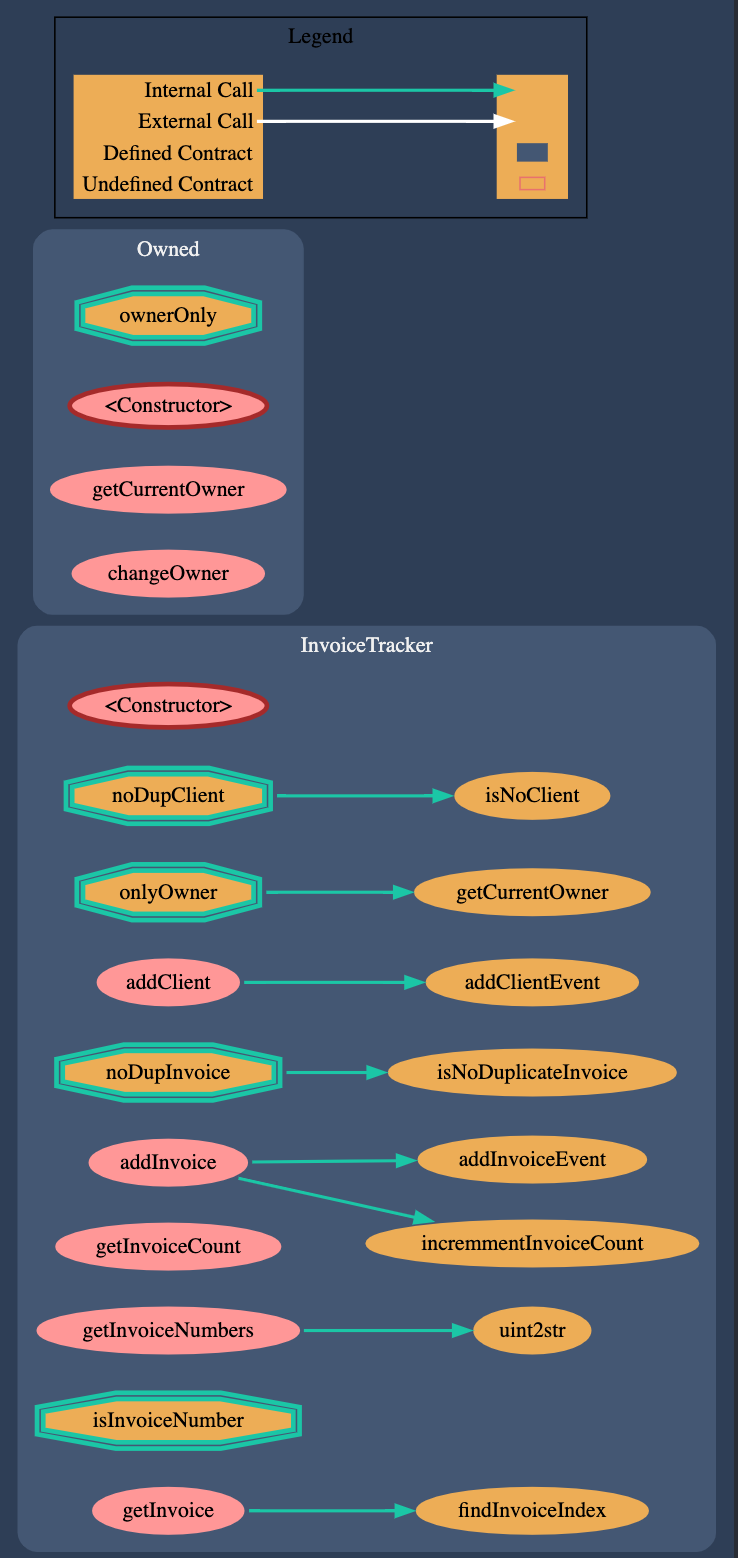 Legend
Internal Call
External Call
Defined Contract
Undefined Contract
Owned
ownerOnly
<Constructor>
getCurrentOwner
changeOwner
InvoiceTracker
<Constructor>
noDupClient
isNoClient
onlyOwner
getCurrentOwner
addClient
addClientEvent
noDupInvoice
isNoDuplicateInvoice
addInvoice
addInvoiceEvent
getInvoiceCount
incremmentInvoiceCount
getInvoiceNumbers
uint2str
isInvoiceNumber
getInvoice
findInvoiceIndex